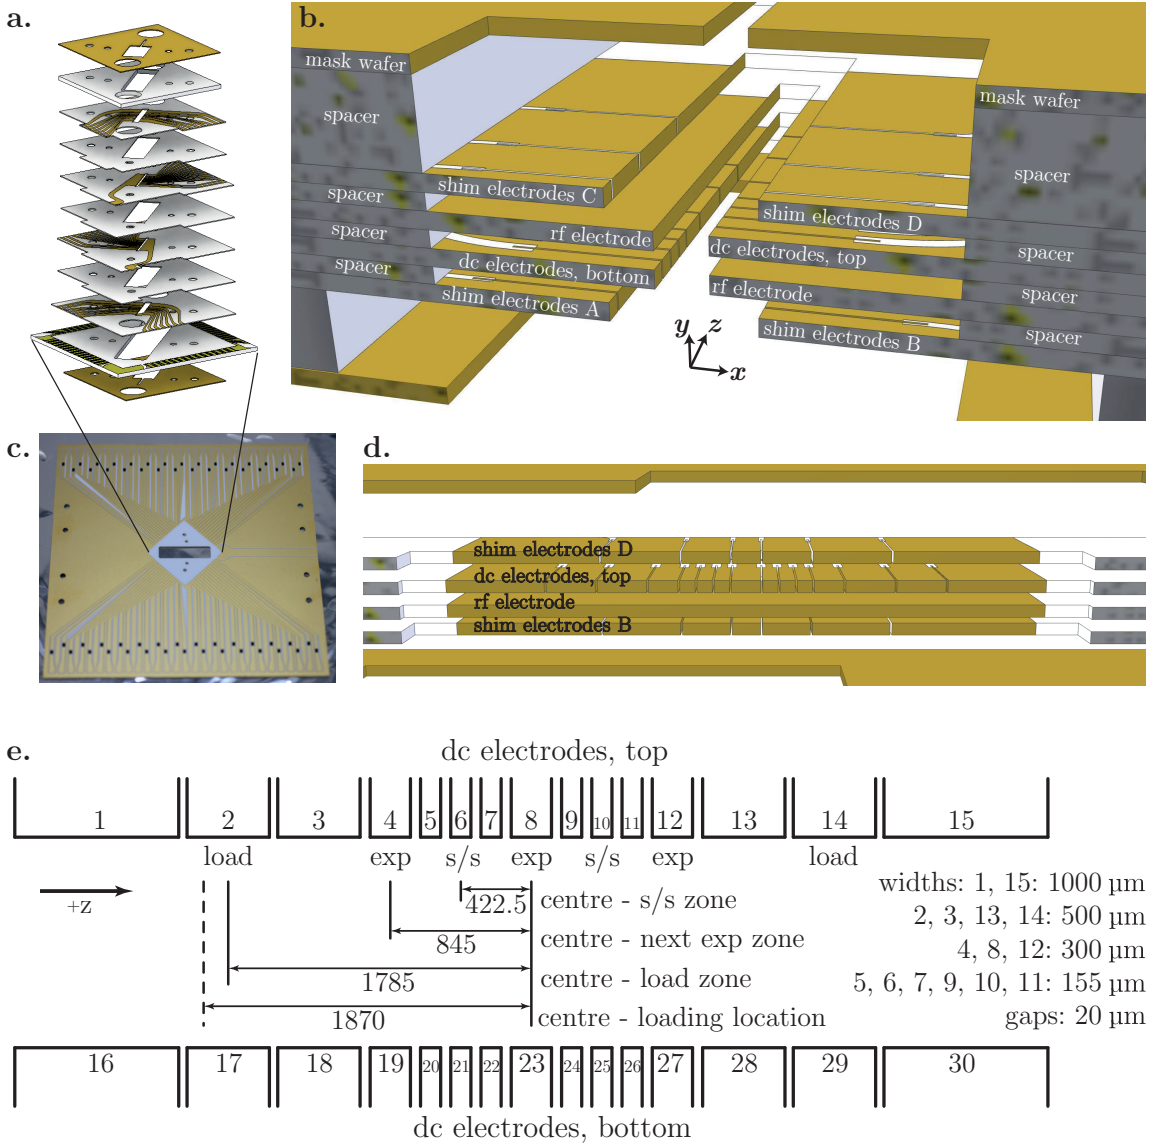 a.
b.
mask wafer
spacer
shim electrodes C
spacer
rf electrode
spacer
dc electrodes, bottom
spacer
shim electrodes A
mask wafer
spacer
shim electrodes D
spacer
dc electrodes, top
rf electrode
spacer
shim electrodes B
spacer
y
z
x
c.
d.
shim electrodes D
dc electrodes, top
rf electrode
shim electrodes B
e.
dc electrodes, top
1 2 3 4 5 6 7 8 9 10 11 12 13 14 15
load exp s/s exp s/s exp load
+z
422.5 centre - s/s zone
845 centre - next exp zone
1785 centre - load zone
1870 centre - loading location
widths: 1, 15: 1000 µm
2, 3, 13, 14: 500 µm
4, 8, 12: 300 µm
5, 6, 7, 9, 10, 11: 155 µm
gaps: 20 µm
16 17 18 19 20 21 22 23 24 25 26 27 28 29 30
dc electrodes, bottom